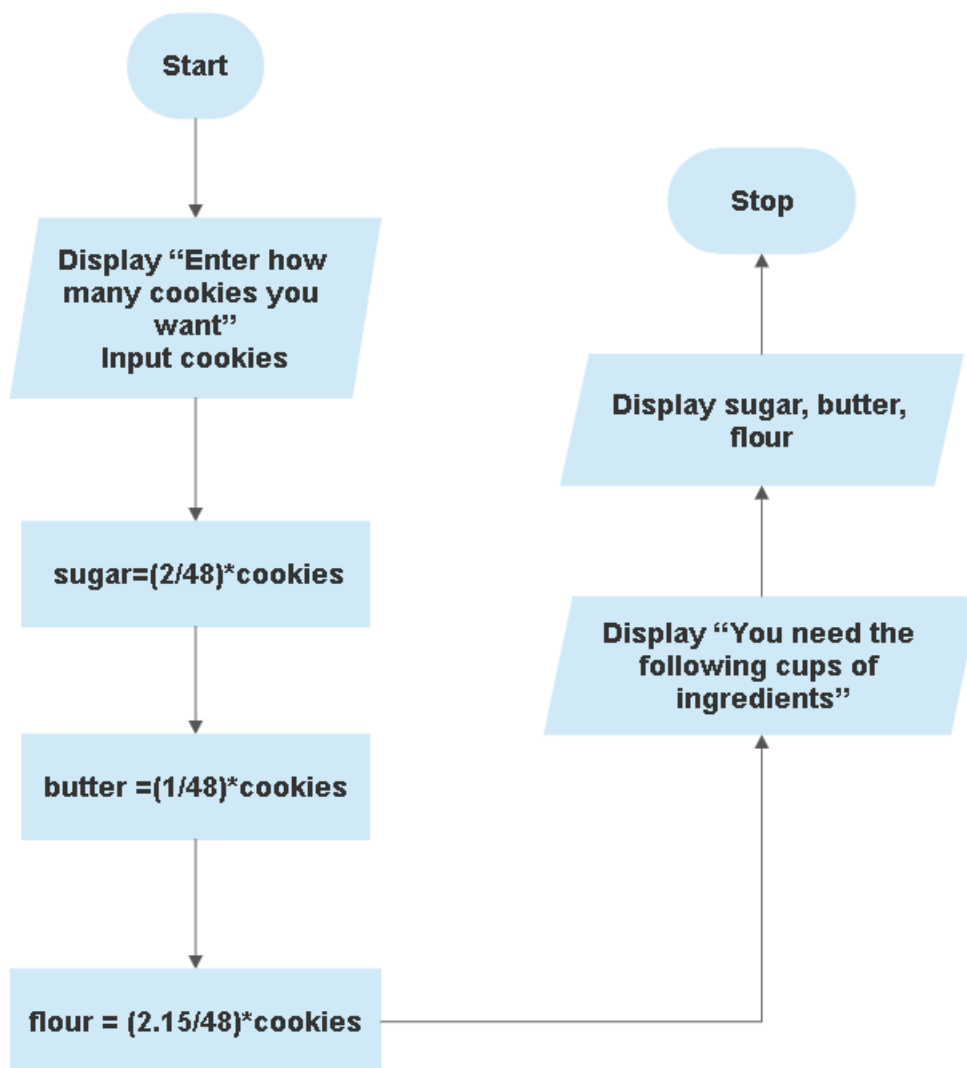 Start
Display “Enter how
many cookies you
want”
Input cookies
sugar=(2/48)*cookies
butter =(1/48)*cookies
flour = (2.15/48)*cookies
Display “You need the
following cups of
ingredients”
Display sugar, butter,
flour
Stop